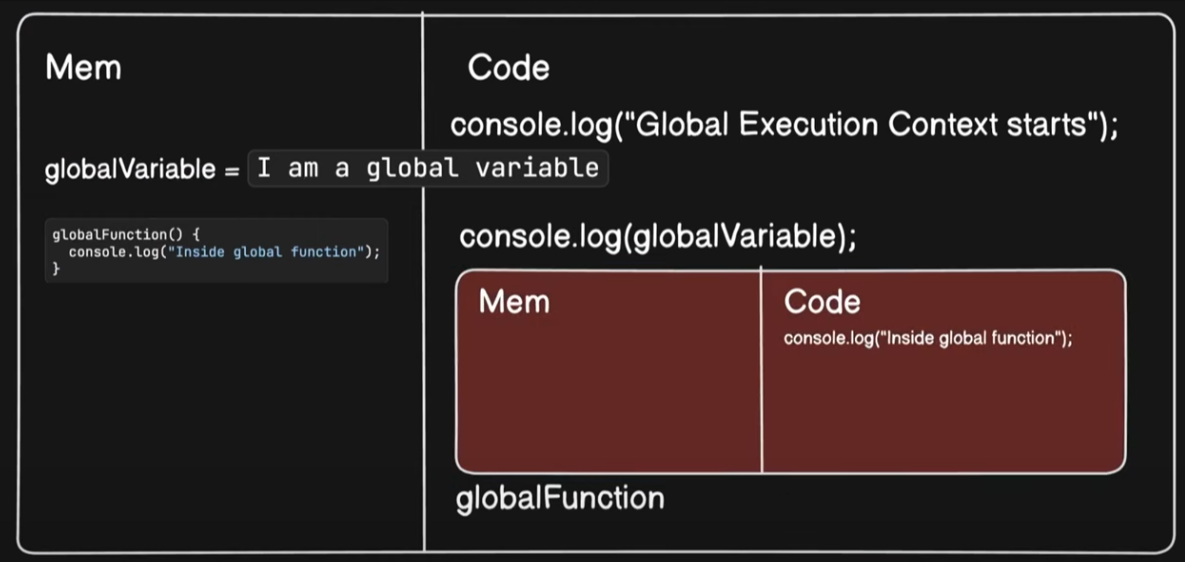 Mem
globalVariable = I am a global variable
globalFunction() {
console.log("Inside global function");
}
Code
console.log("Global Execution Context starts");
console.log(globalVariable);
Mem
Code
console.log("Inside global function");
globalFunction